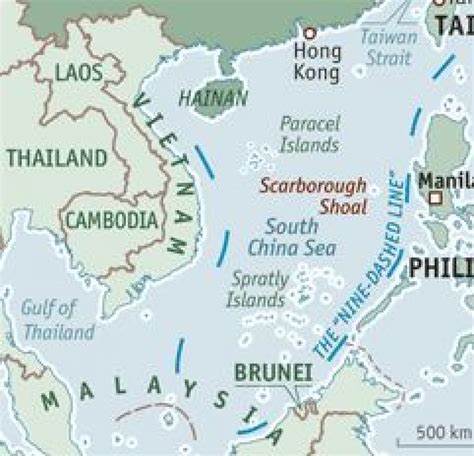 TAI
Taiwan
Strait
Hong
Kong
LAOS
HAINAN
VIETNAM
Paracel
Islands
THAILAND
Scarborough
Shoal
Manila
CAMBODIA
South
China Sea
THE "NINE-DASHED LINE"
PHILI
Spratly
Islands
Gulf of
Thailand
BRUNEI
MALAYSIA
500 km